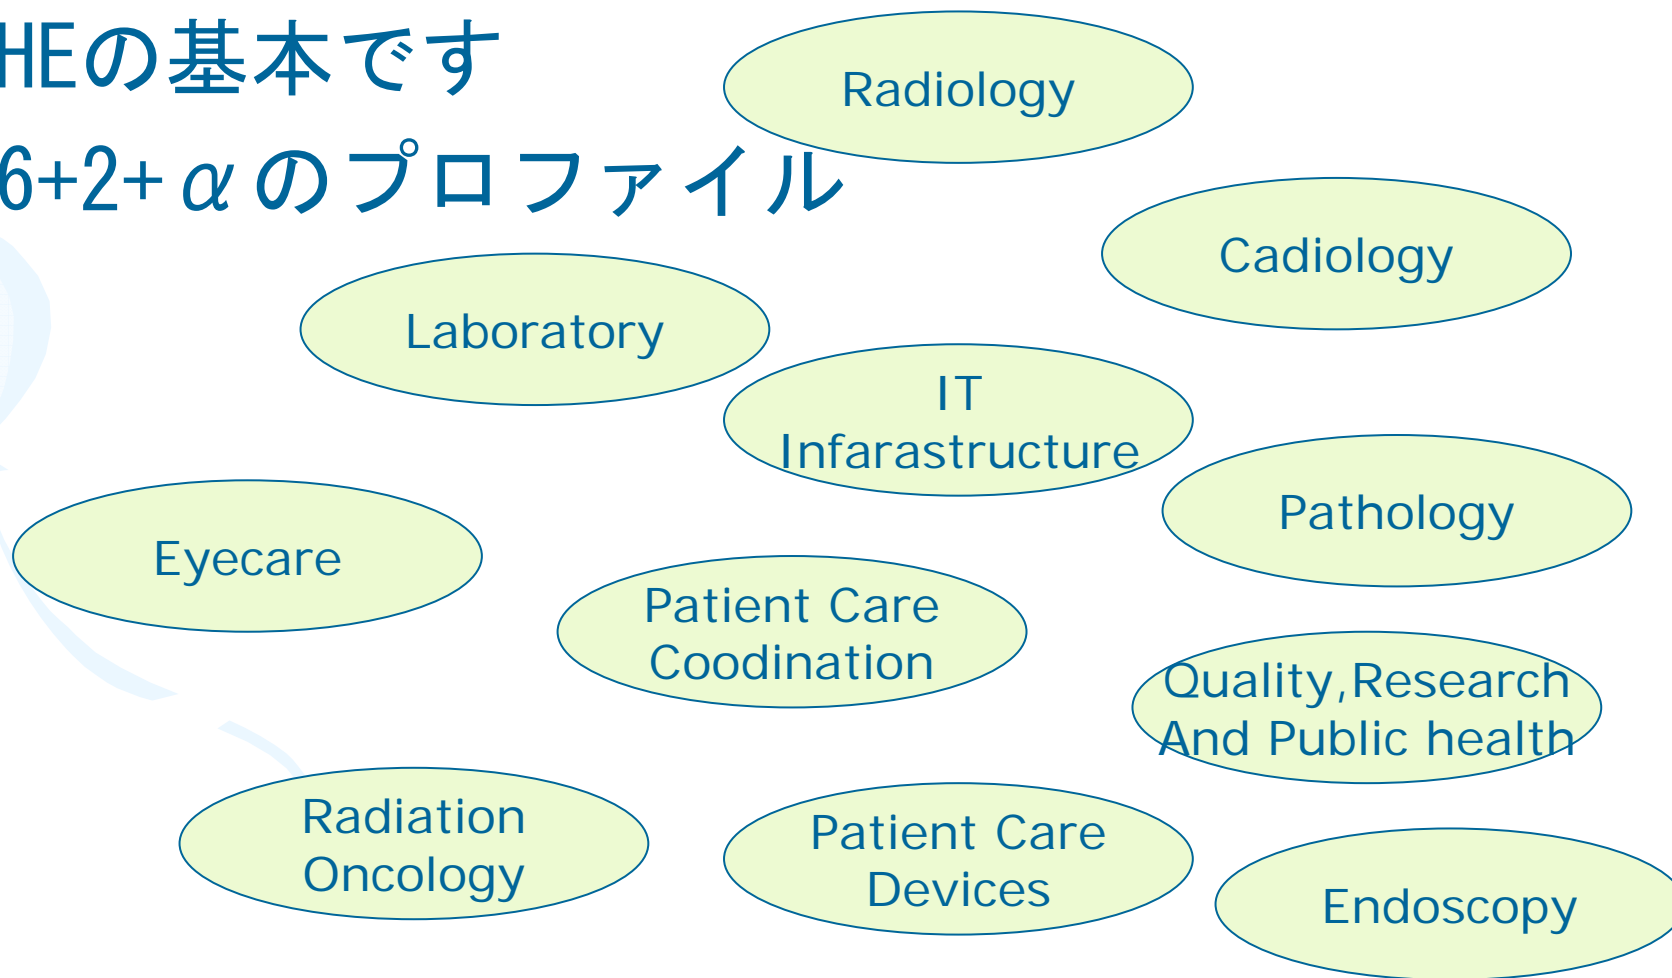 HEの基本です
6+2+αのプロファイル
Radiology
Cadiology
Laboratory
IT
Infarastructure
Pathology
Eyecare
Patient Care
Coodination
Quality,Research
And Public health
Radiation
Oncology
Patient Care
Devices
Endoscopy